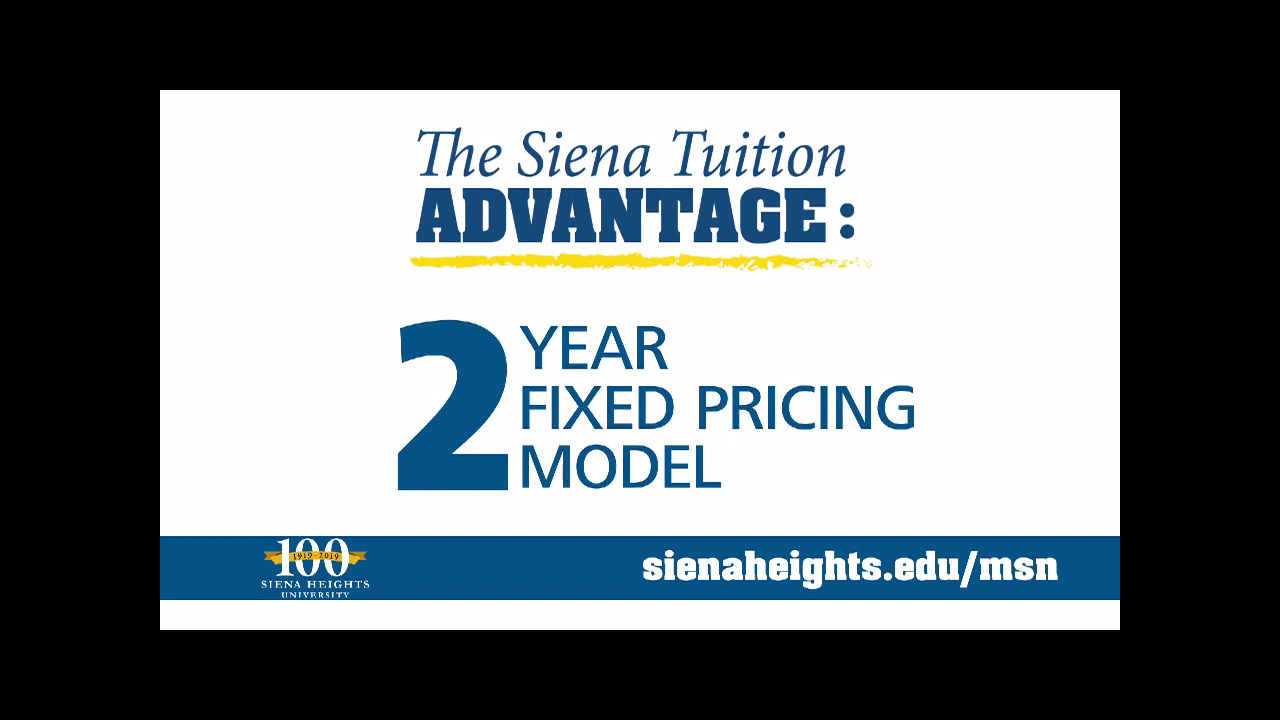 The Siena Tuition
ADVANTAGE:
2 YEAR
FIXED PRICING
MODEL
100
1919-2019
SIENA HEIGHTS
UNIVERSITY
sienaheights.edu/msn